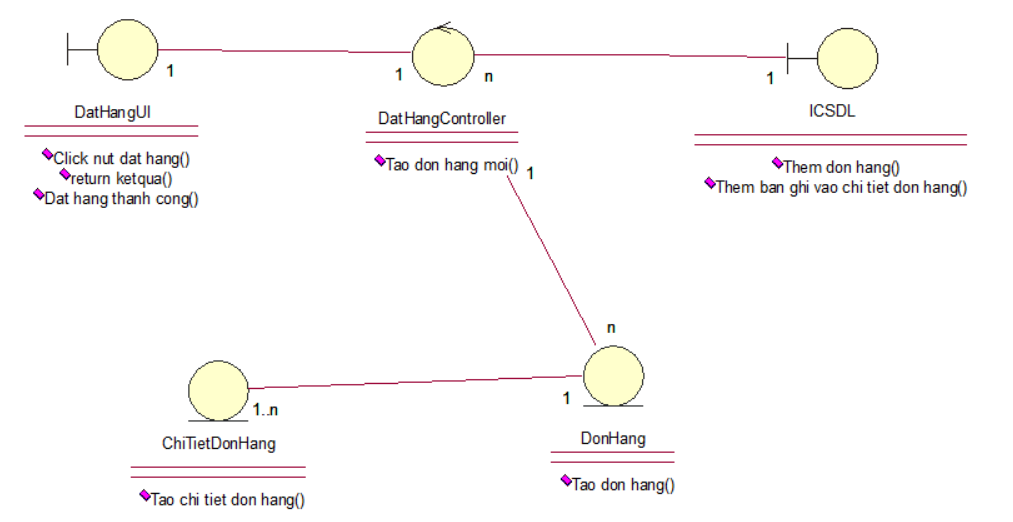 1
1
n
1
DatHangUI
DatHangController
ICSDL
Click nut dat hang()
return ketqua()
Dat hang thanh cong()
Tao don hang moi()
1
Them don hang()
Them ban ghi vao chi tiet don hang()
n
1..n
1
ChiTietDonHang
DonHang
Tao chi tiet don hang()
Tao don hang()